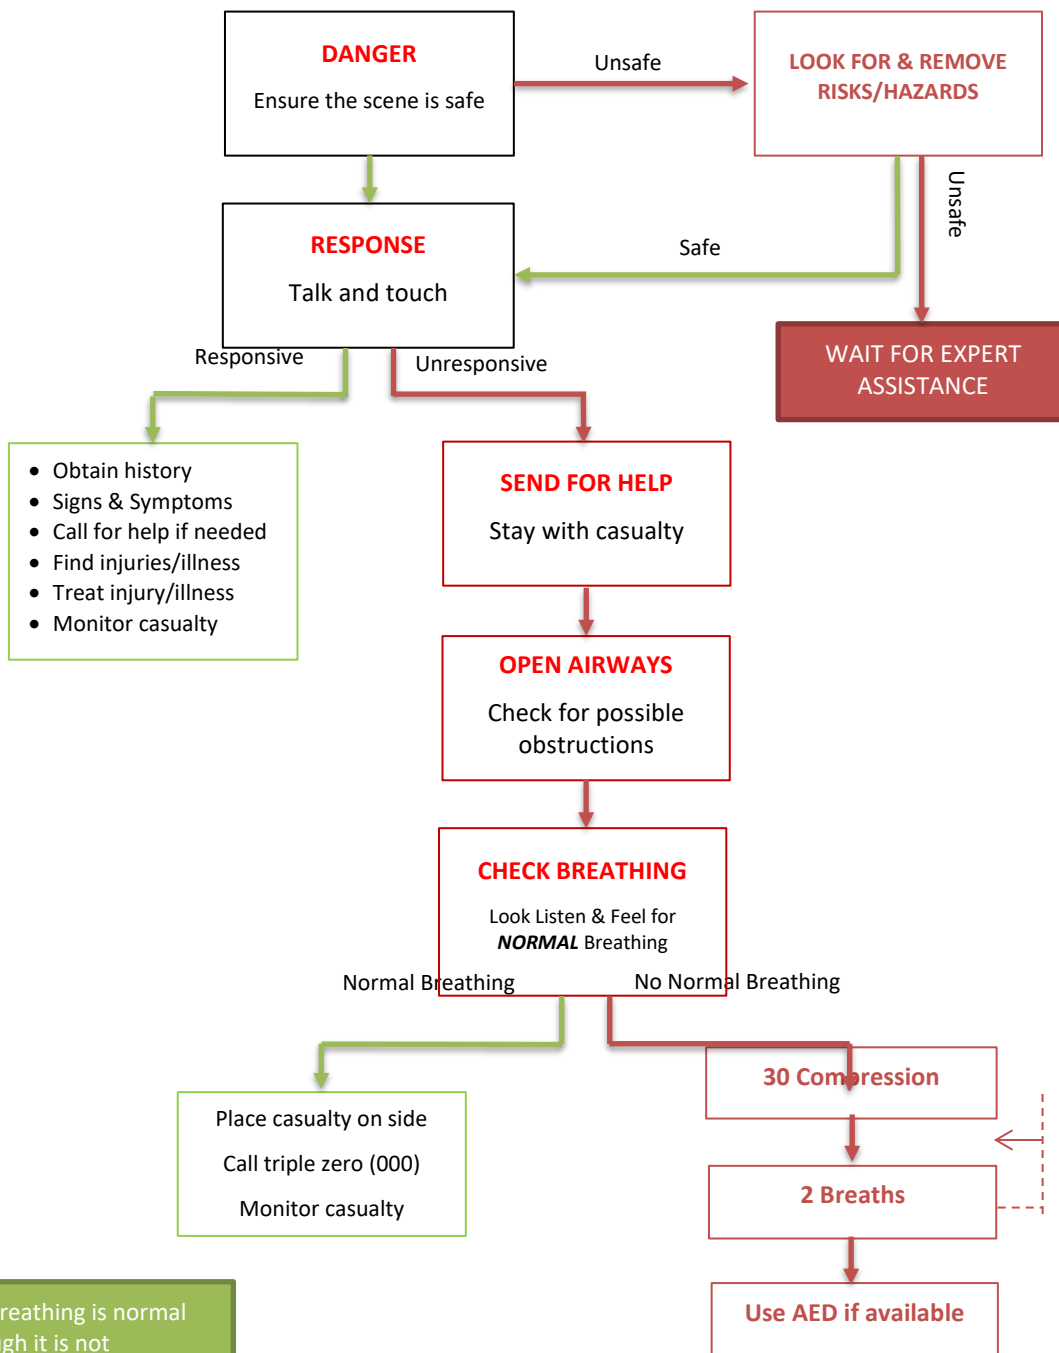 DANGER
Ensure the scene is safe
Unsafe
LOOK FOR & REMOVE
RISKS/HAZARDS
Unsafe
RESPONSE
Talk and touch
Safe
WAIT FOR EXPERT
ASSISTANCE
Responsive
Unresponsive
• Obtain history
• Signs & Symptoms
• Call for help if needed
• Find injuries/illness
• Treat injury/illness
• Monitor casualty
SEND FOR HELP
Stay with casualty
OPEN AIRWAYS
Check for possible
obstructions
CHECK BREATHING
Look Listen & Feel for
NORMAL Breathing
Normal Breathing
No Normal Breathing
Place casualty on side
Call triple zero (000)
Monitor casualty
30 Compression
2 Breaths
Use AED if available
is normal
it is not